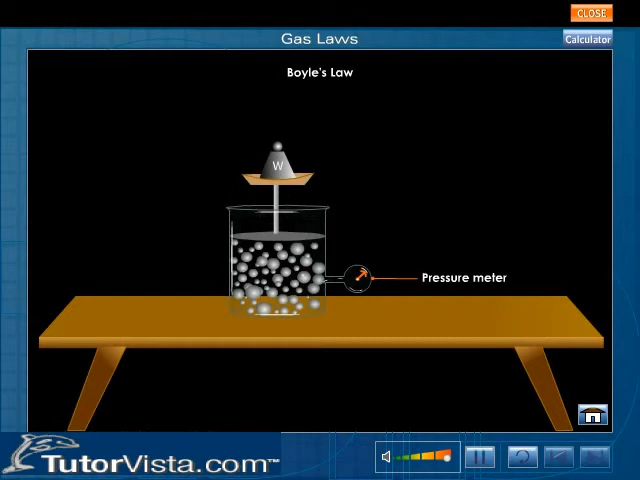 CLOSE
Gas Laws
Calculator
Boyle's Law
W
Pressure meter
TutorVista.com™